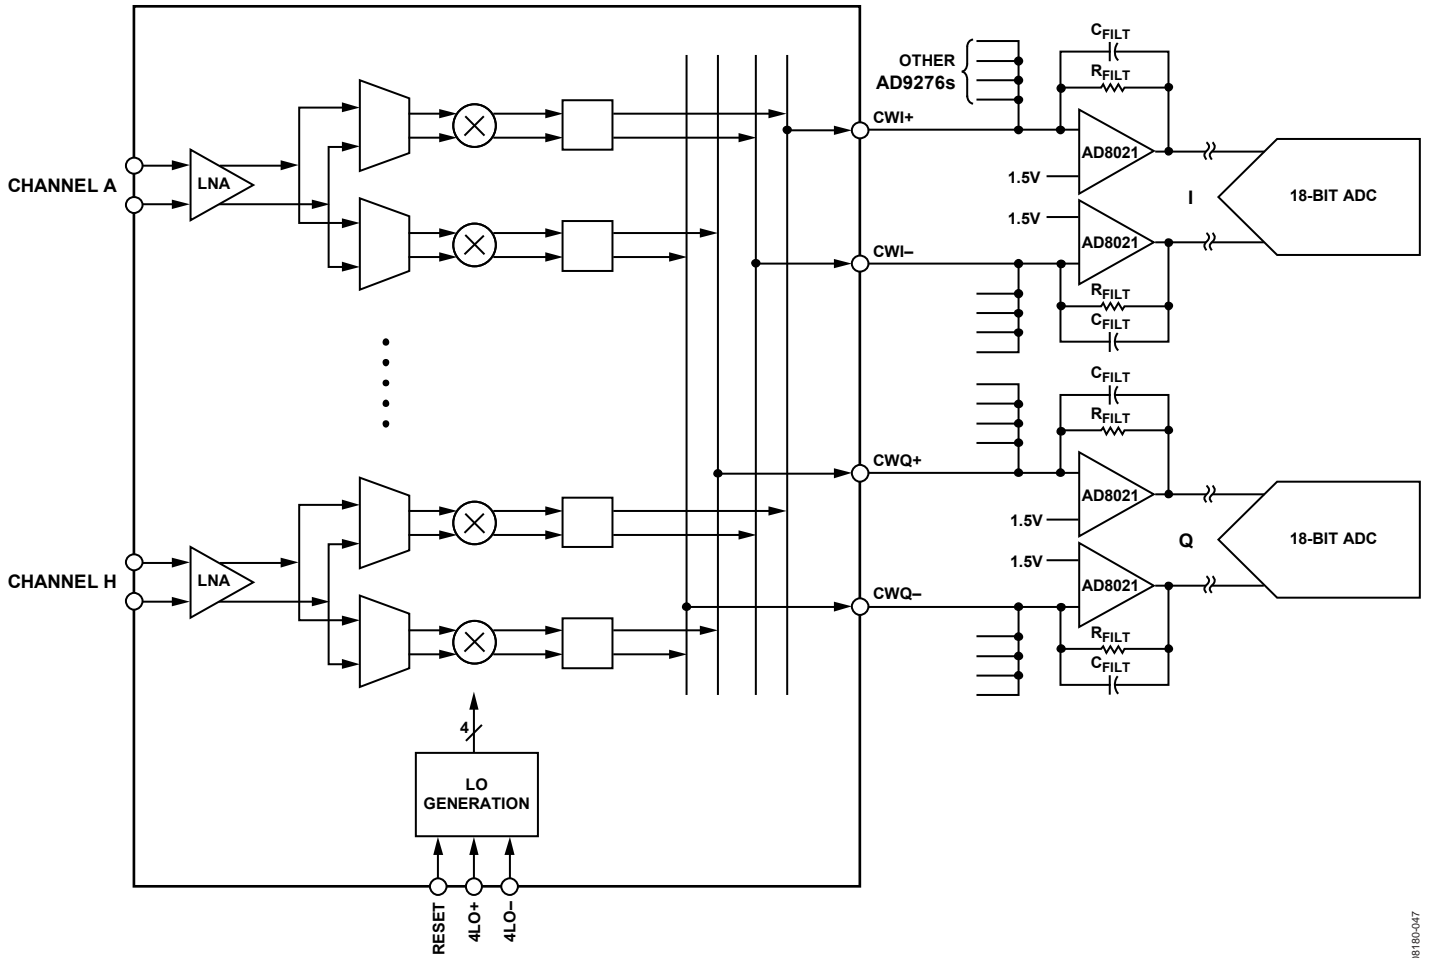 CHANNEL A
LNA
OTHER
AD9276s
CWI+
CFILT
RFILT
AD8021
1.5V
1.5V
AD8021
I
18-BIT ADC
CWI–
RFILT
CFILT
CFILT
RFILT
CWQ+
AD8021
1.5V
1.5V
AD8021
Q
18-BIT ADC
CWQ–
RFILT
CFILT
CHANNEL H
LNA
4
LO
GENERATION
RESET
4LO+
4LO–
08180-047